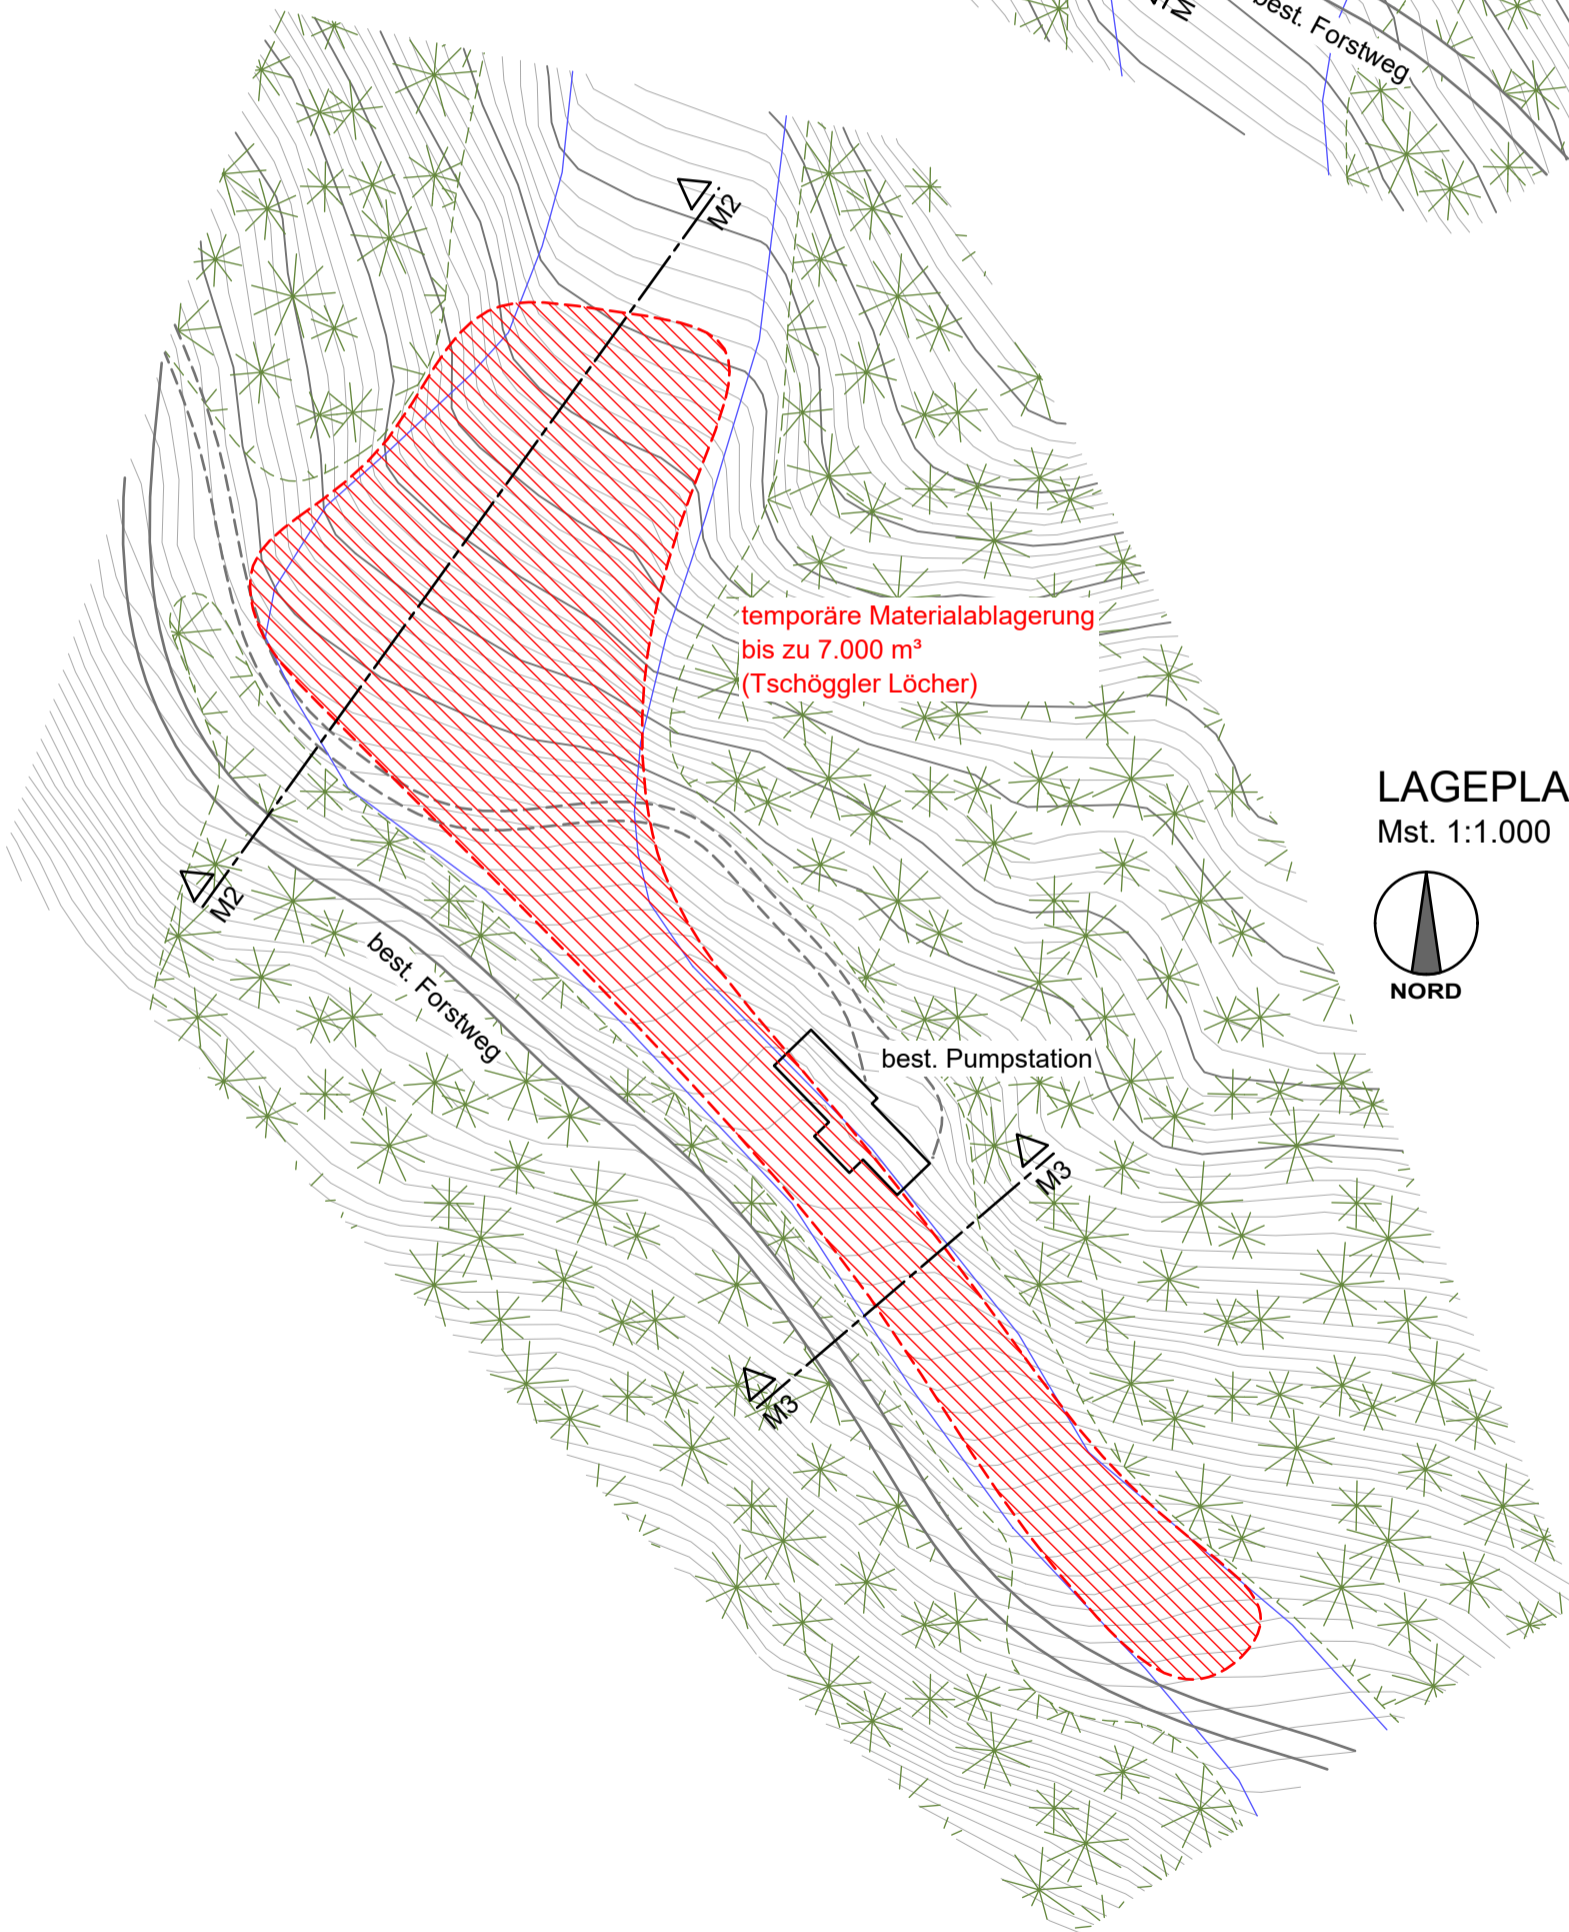 best. Forstweg
M2
temporäre Materialablagerung
bis zu 7.000 m³
(Tschöggler Löcher)
LAGEPLA
Mst. 1:1.000
M2
best. Forstweg
NORD
best. Pumpstation
M3
M3